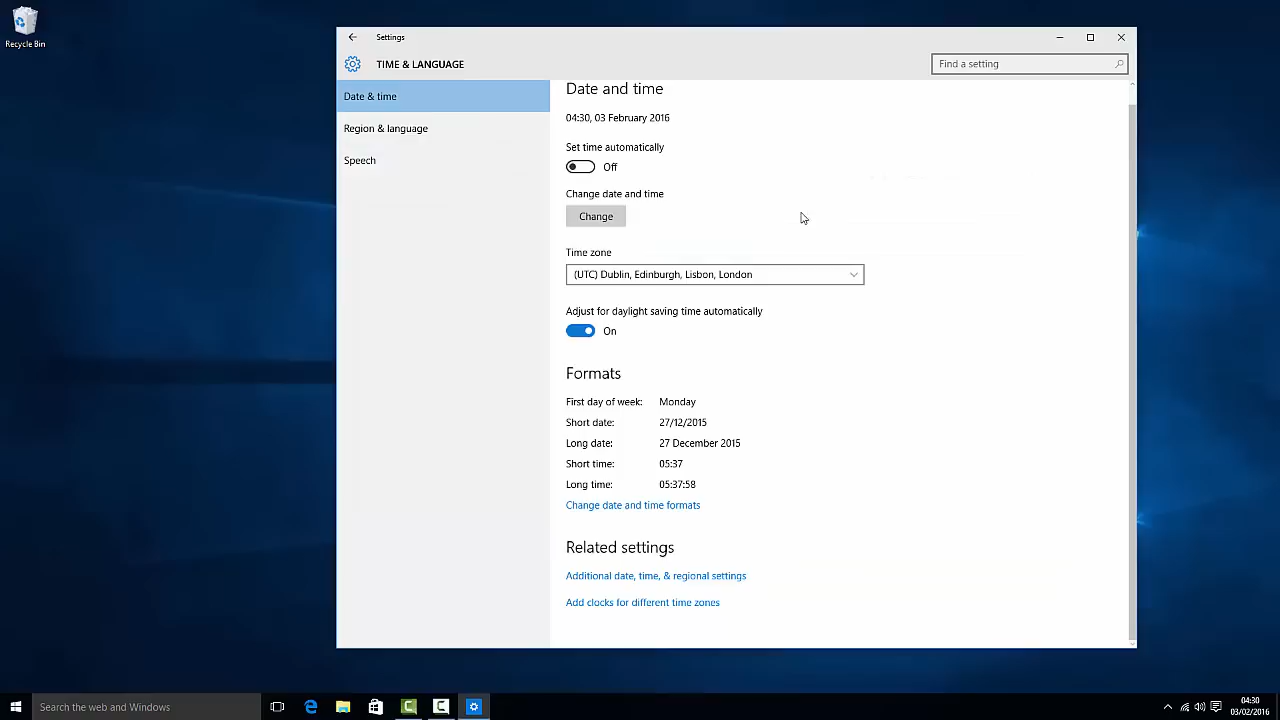 Recycle Bin
Settings
TIME & LANGUAGE
Find a setting
Date & time
Region & language
Speech
Date and time
04:30, 03 February 2016
Set time automatically
Off
Change date and time
Change
Time zone
(UTC) Dublin, Edinburgh, Lisbon, London
Adjust for daylight saving time automatically
On
Formats
First day of week: Monday
Short date: 27/12/2015
Long date: 27 December 2015
Short time: 05:37
Long time: 05:37:58
Change date and time formats
Related settings
Additional date, time, & regional settings
Add clocks for different time zones
Search the web and Windows
04:30
03/02/2016